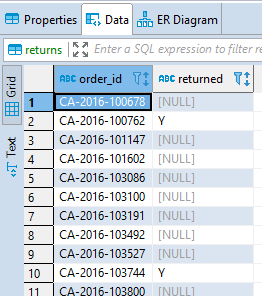 Properties Data ER Diagram
returns Enter a SQL expression to filter re
Grid
Text
ABC order_id ABC returned
1 CA-2016-100678 [NULL]
2 CA-2016-100762 Y
3 CA-2016-101147 [NULL]
4 CA-2016-101602 [NULL]
5 CA-2016-103086 [NULL]
6 CA-2016-103100 [NULL]
7 CA-2016-103191 [NULL]
8 CA-2016-103492 [NULL]
9 CA-2016-103527 [NULL]
10 CA-2016-103744 Y
11 CA-2016-103800 [NULL]